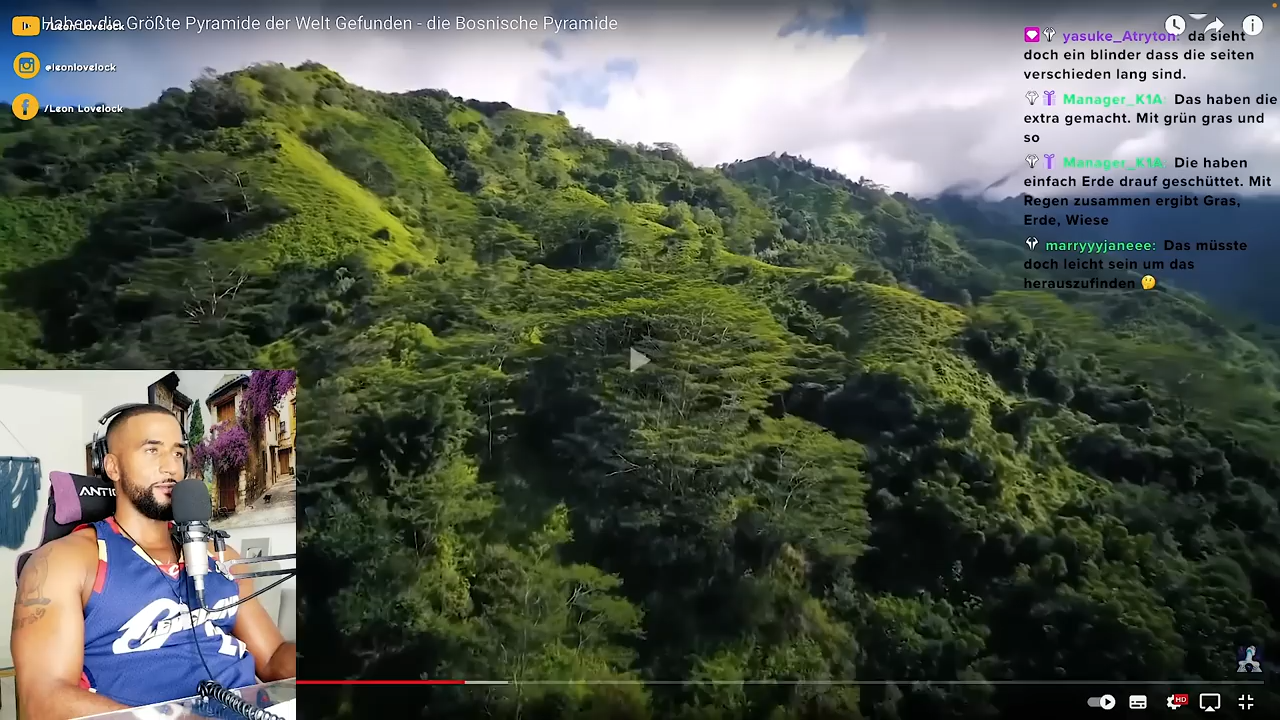 Haben die Größte Pyramide der Welt Gefunden - die Bosnische Pyramide
/Leon Lovelock
@leonlovelock
/Leon Lovelock
yasuke_Atryton: da sieht
doch ein blinder dass die seiten
verschieden lang sind.
Manager_K1A: Das haben die
extra gemacht. Mit grün gras und
so
Manager_K1A: Die haben
einfach Erde drauf geschüttet. Mit
Regen zusammen ergibt Gras,
Erde, Wiese
marryyyjaneee: Das müsste
doch leicht sein um das
herauszufinden 🤔
HD